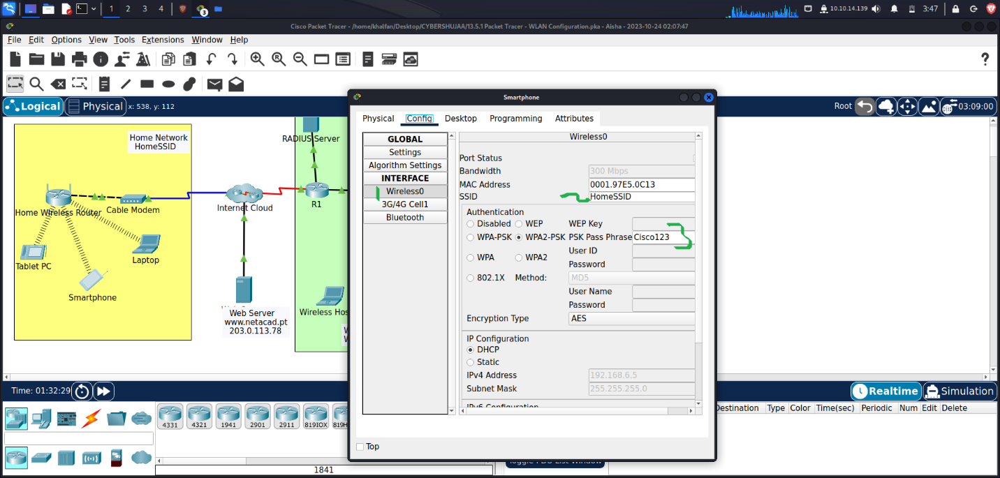 1 2 3 4
3
10.10.14.139
3:47
Cisco Packet Tracer - /home/khalfan/Desktop/CYBERSHUJAA/13.5.1 Packet Tracer - WLAN Configuration.pka - Aisha - 2023-10-24 02:07:47
File Edit Options View Tools Extensions Window Help
?
Logical Physical x: 538, y: 112
Root 03:09:00
Home Network
HomeSSID
Home Wireless Router
Cable Modem
Tablet PC
Laptop
Smartphone
Internet Cloud
Web Server
www.netacad.pt
203.0.113.78
RADIUS Server
R1
Wireless Hos
Smartphone
Physical Config Desktop Programming Attributes
GLOBAL
Settings
Algorithm Settings
INTERFACE
Wireless0
3G/4G Cell1
Bluetooth
Wireless0
Port Status
Bandwidth 300 Mbps
MAC Address 0001.97E5.0C13
SSID HomeSSID
Authentication
Disabled WEP WEP Key
WPA-PSK WPA2-PSK PSK Pass Phrase Cisco123
User ID
WPA WPA2
Password
802.1X Method: MD5
User Name
Password
Encryption Type AES
IP Configuration
DHCP
Static
IPv4 Address 192.168.6.5
Subnet Mask 255.255.255.0
IPv6 Configuration
Top
Time: 01:32:29
Realtime Simulation
4331 4321 1941 2901 2911 819IOX 819H
1841
Toggle PDU List Window
Destination Type Color Time(sec) Periodic Num Edit Delete